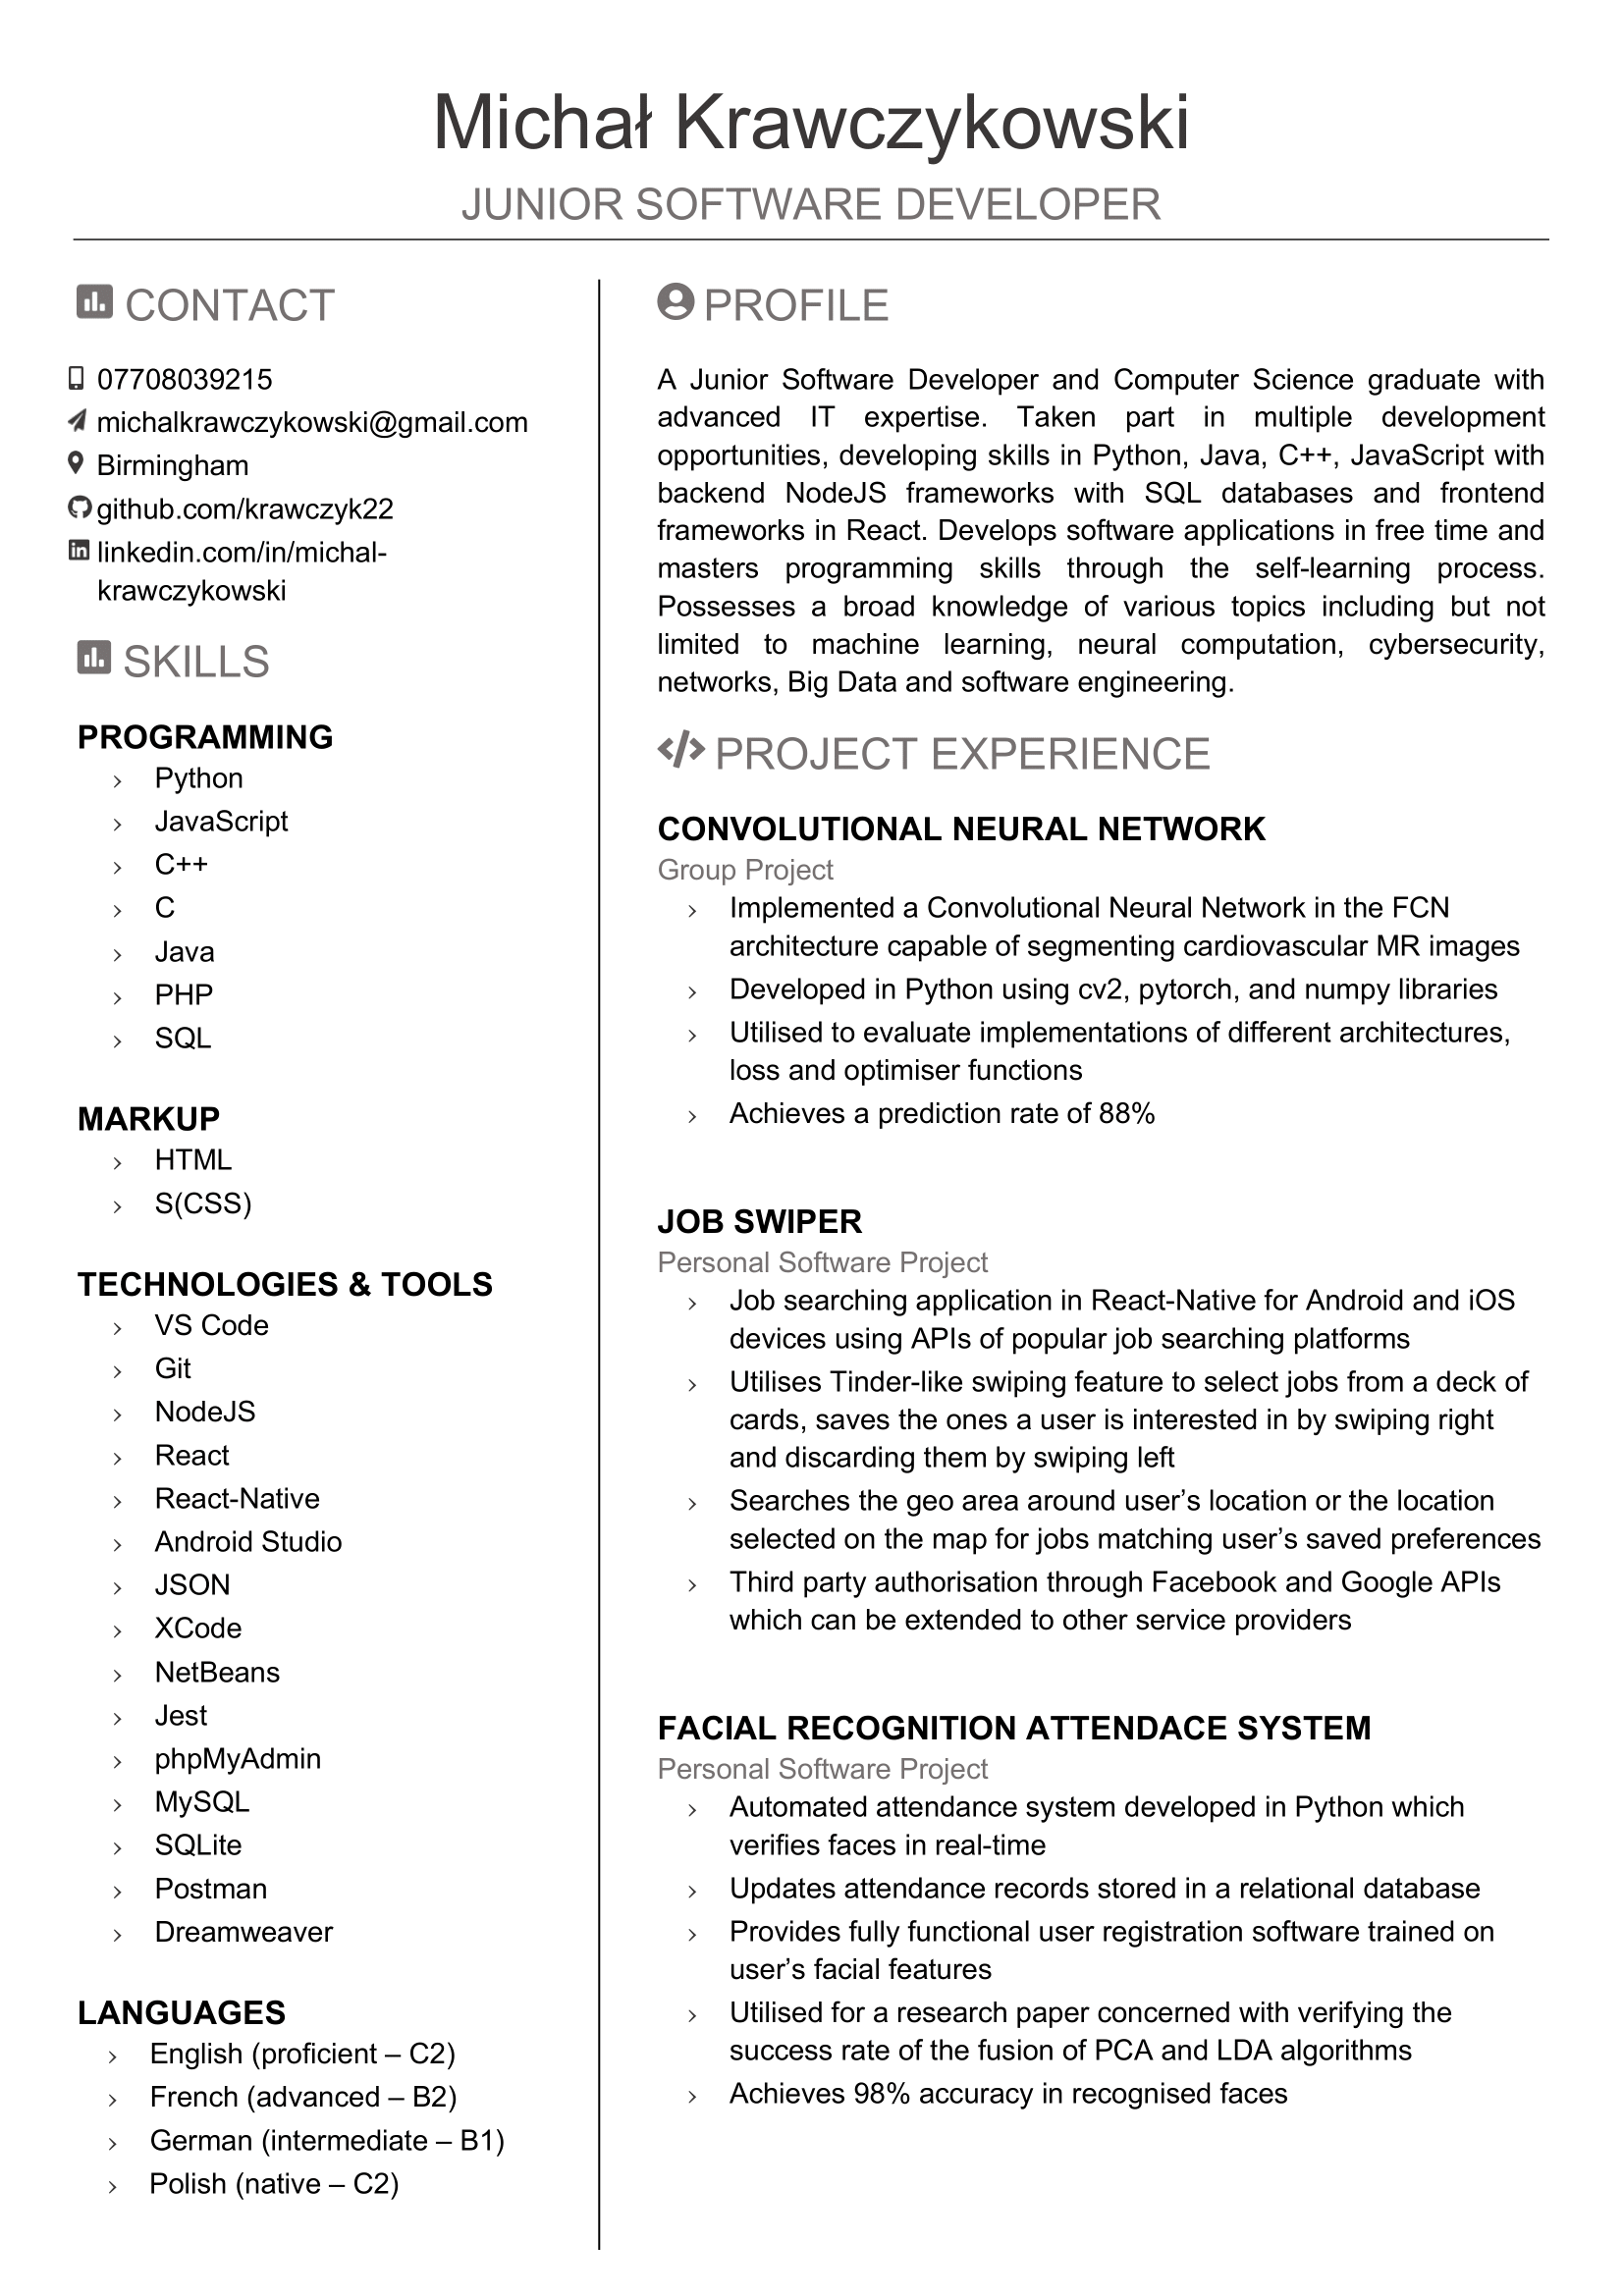 Michał Krawczykowski
JUNIOR SOFTWARE DEVELOPER
CONTACT
07708039215
michalkrawczykowski@gmail.com
Birmingham
github.com/krawczyk22
linkedin.com/in/michal-
krawczykowski
SKILLS
PROGRAMMING
› Python
› JavaScript
› C++
› C
› Java
› PHP
› SQL
MARKUP
› HTML
› S(CSS)
TECHNOLOGIES & TOOLS
› VS Code
› Git
› NodeJS
› React
› React-Native
› Android Studio
› JSON
› XCode
› NetBeans
› Jest
› phpMyAdmin
› MySQL
› SQLite
› Postman
› Dreamweaver
LANGUAGES
› English (proficient – C2)
› French (advanced – B2)
› German (intermediate – B1)
› Polish (native – C2)
PROFILE
A Junior Software Developer and Computer Science graduate with
advanced IT expertise. Taken part in multiple development
opportunities, developing skills in Python, Java, C++, JavaScript with
backend NodeJS frameworks with SQL databases and frontend
frameworks in React. Develops software applications in free time and
masters programming skills through the self-learning process.
Possesses a broad knowledge of various topics including but not
limited to machine learning, neural computation, cybersecurity,
networks, Big Data and software engineering.
PROJECT EXPERIENCE
CONVOLUTIONAL NEURAL NETWORK
Group Project
› Implemented a Convolutional Neural Network in the FCN
architecture capable of segmenting cardiovascular MR images
› Developed in Python using cv2, pytorch, and numpy libraries
› Utilised to evaluate implementations of different architectures,
loss and optimiser functions
› Achieves a prediction rate of 88%
JOB SWIPER
Personal Software Project
› Job searching application in React-Native for Android and iOS
devices using APIs of popular job searching platforms
› Utilises Tinder-like swiping feature to select jobs from a deck of
cards, saves the ones a user is interested in by swiping right
and discarding them by swiping left
› Searches the geo area around user’s location or the location
selected on the map for jobs matching user’s saved preferences
› Third party authorisation through Facebook and Google APIs
which can be extended to other service providers
FACIAL RECOGNITION ATTENDACE SYSTEM
Personal Software Project
› Automated attendance system developed in Python which
verifies faces in real-time
› Updates attendance records stored in a relational database
› Provides fully functional user registration software trained on
user’s facial features
› Utilised for a research paper concerned with verifying the
success rate of the fusion of PCA and LDA algorithms
› Achieves 98% accuracy in recognised faces